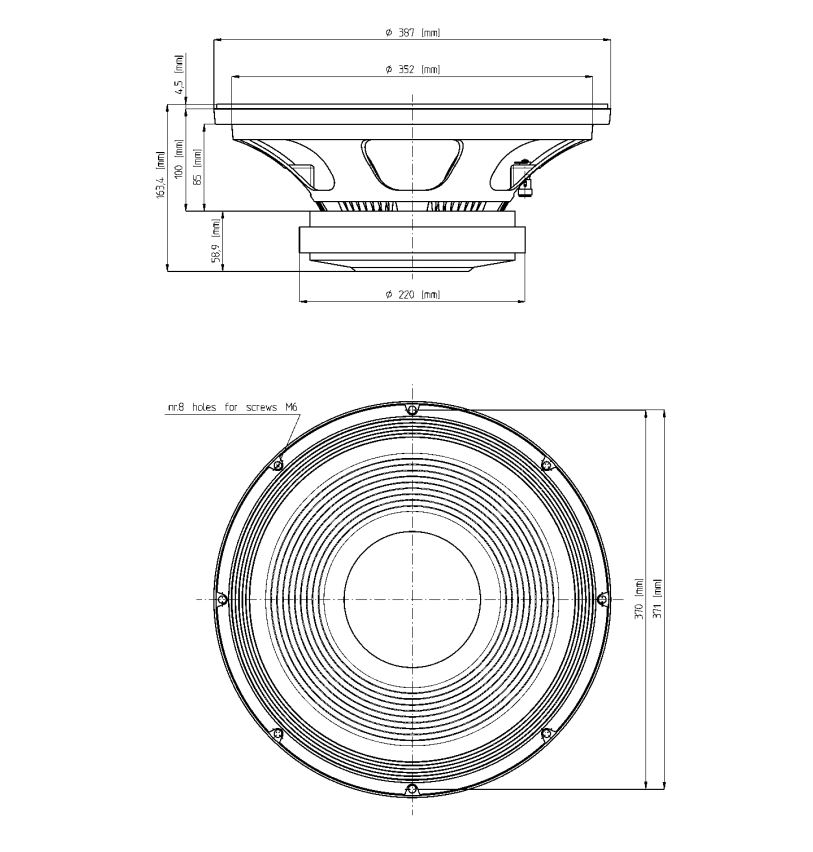 ϕ 387 [mm]
ϕ 352 [mm]
4,5 [mm]
163,4 [mm]
100 [mm]
85 [mm]
58,9 [mm]
ϕ 220 [mm]
nr.8 holes for screws M6
370 [mm]
371 [mm]